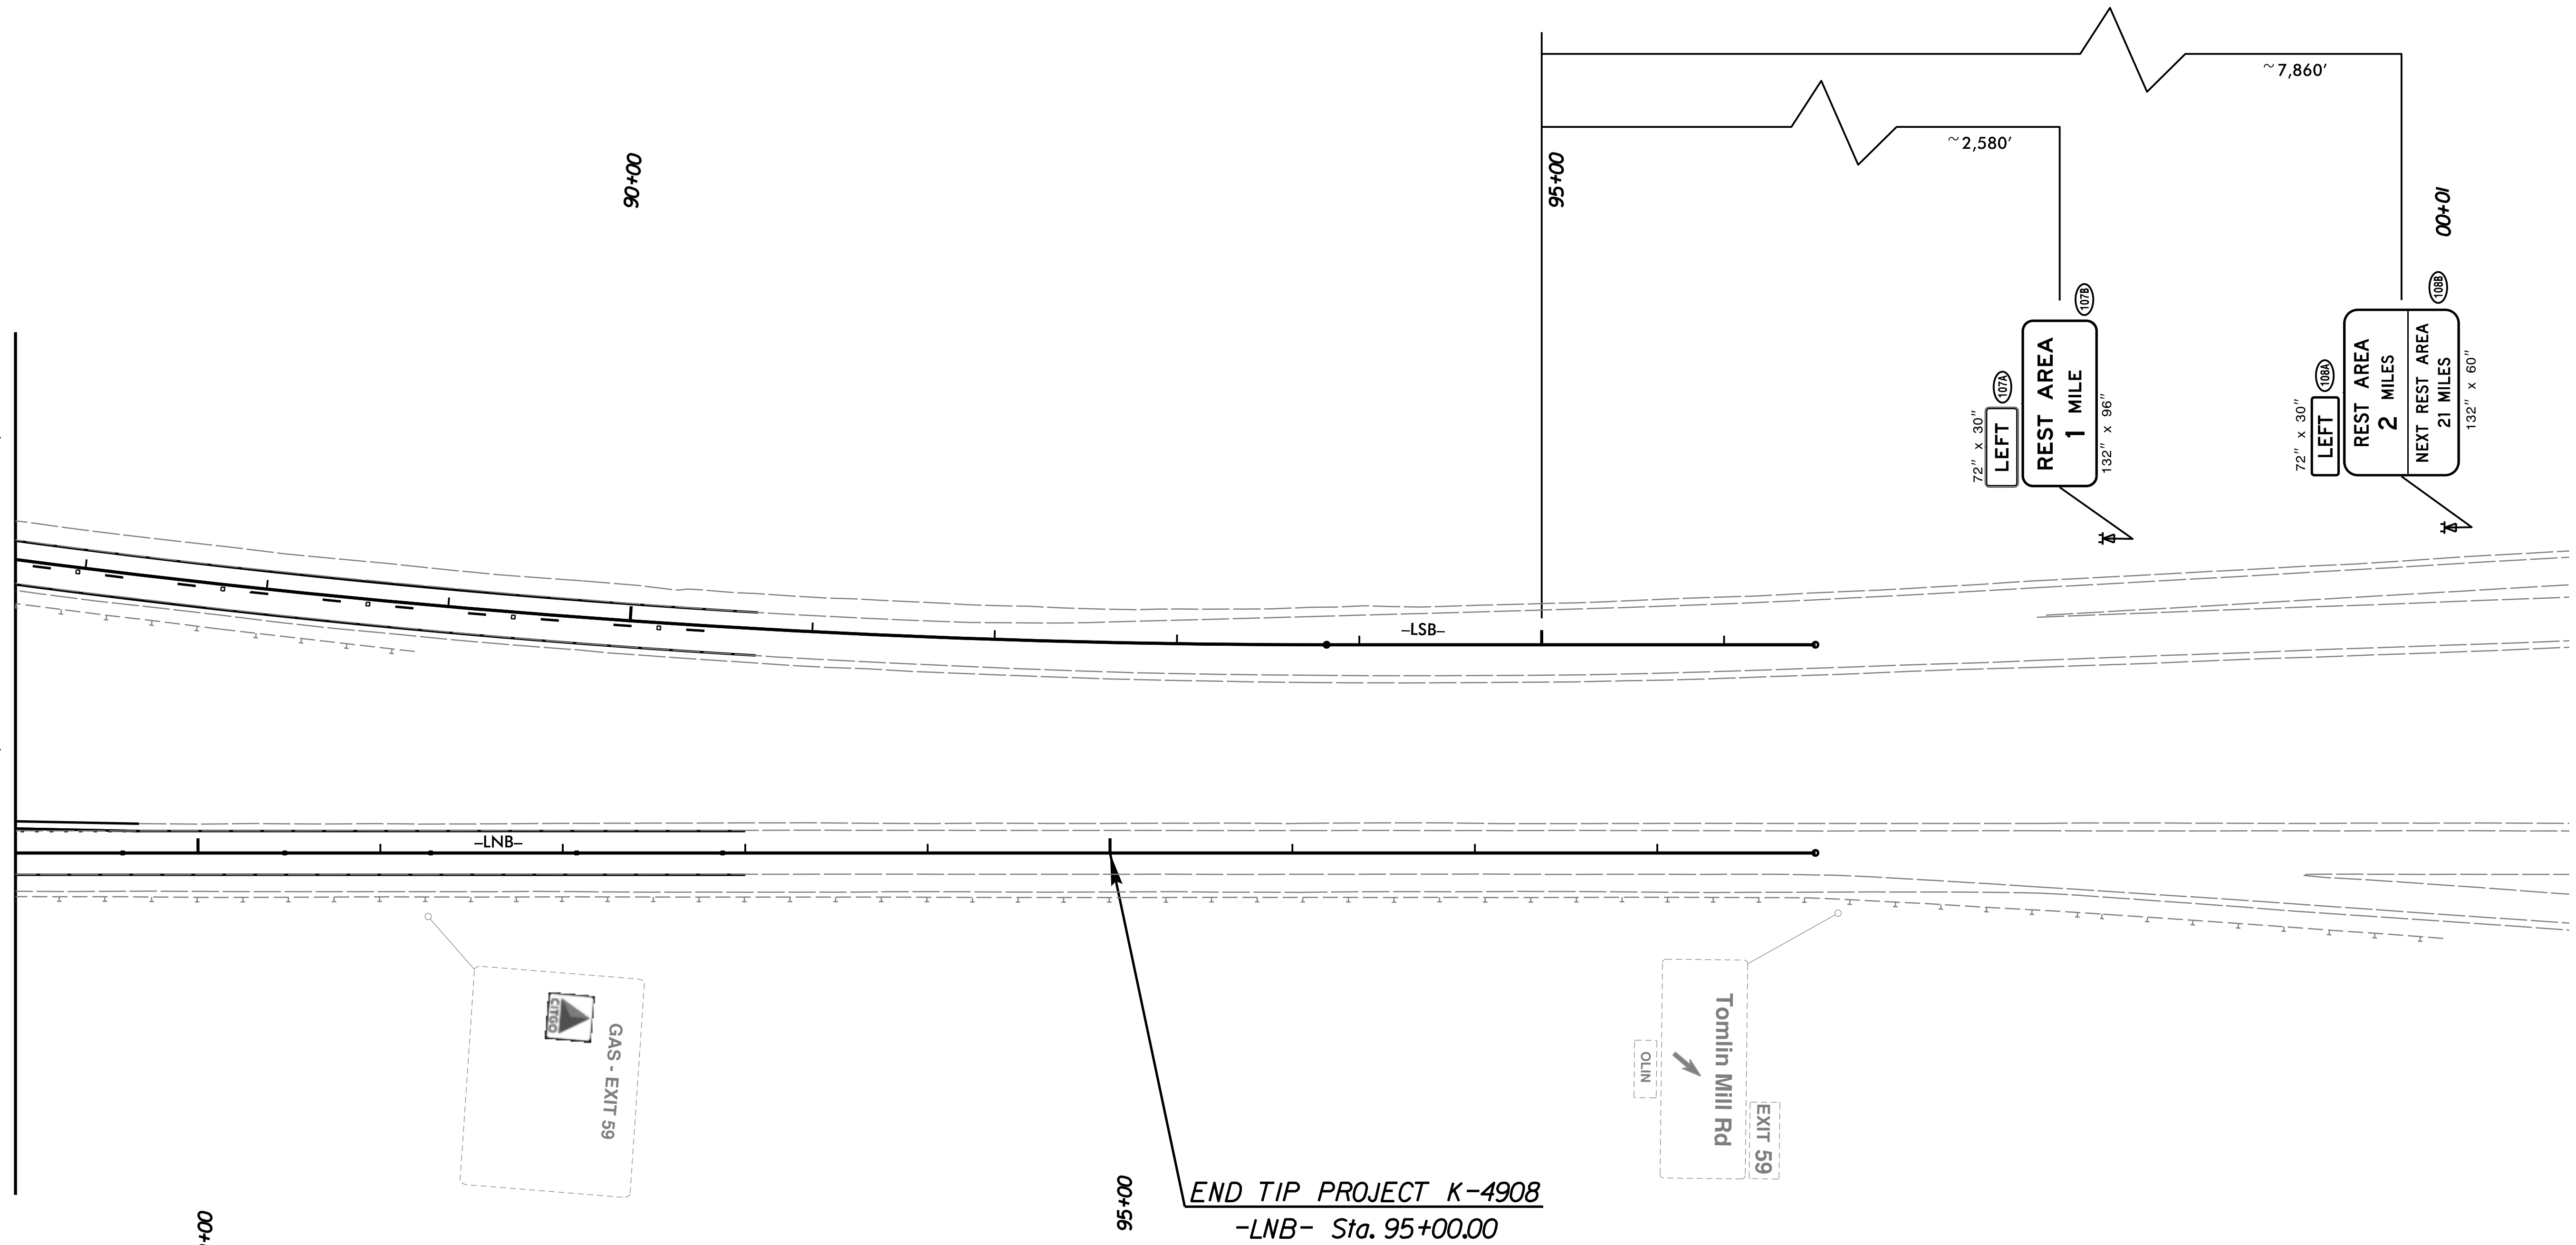 ~7,860'
~2,580'
90+00
95+00
10+00
107B
107A
72" x 30"
LEFT
REST AREA
1 MILE
132" x 96"
108B
108A
72" x 30"
LEFT
REST AREA
2 MILES
NEXT REST AREA
21 MILES
132" x 60"
-LSB-
-LNB-
CITGO
GAS - EXIT 59
EXIT 59
Tomlin Mill Rd
OLIN
95+00
END TIP PROJECT K-4908
-LNB- Sta. 95+00.00
+00